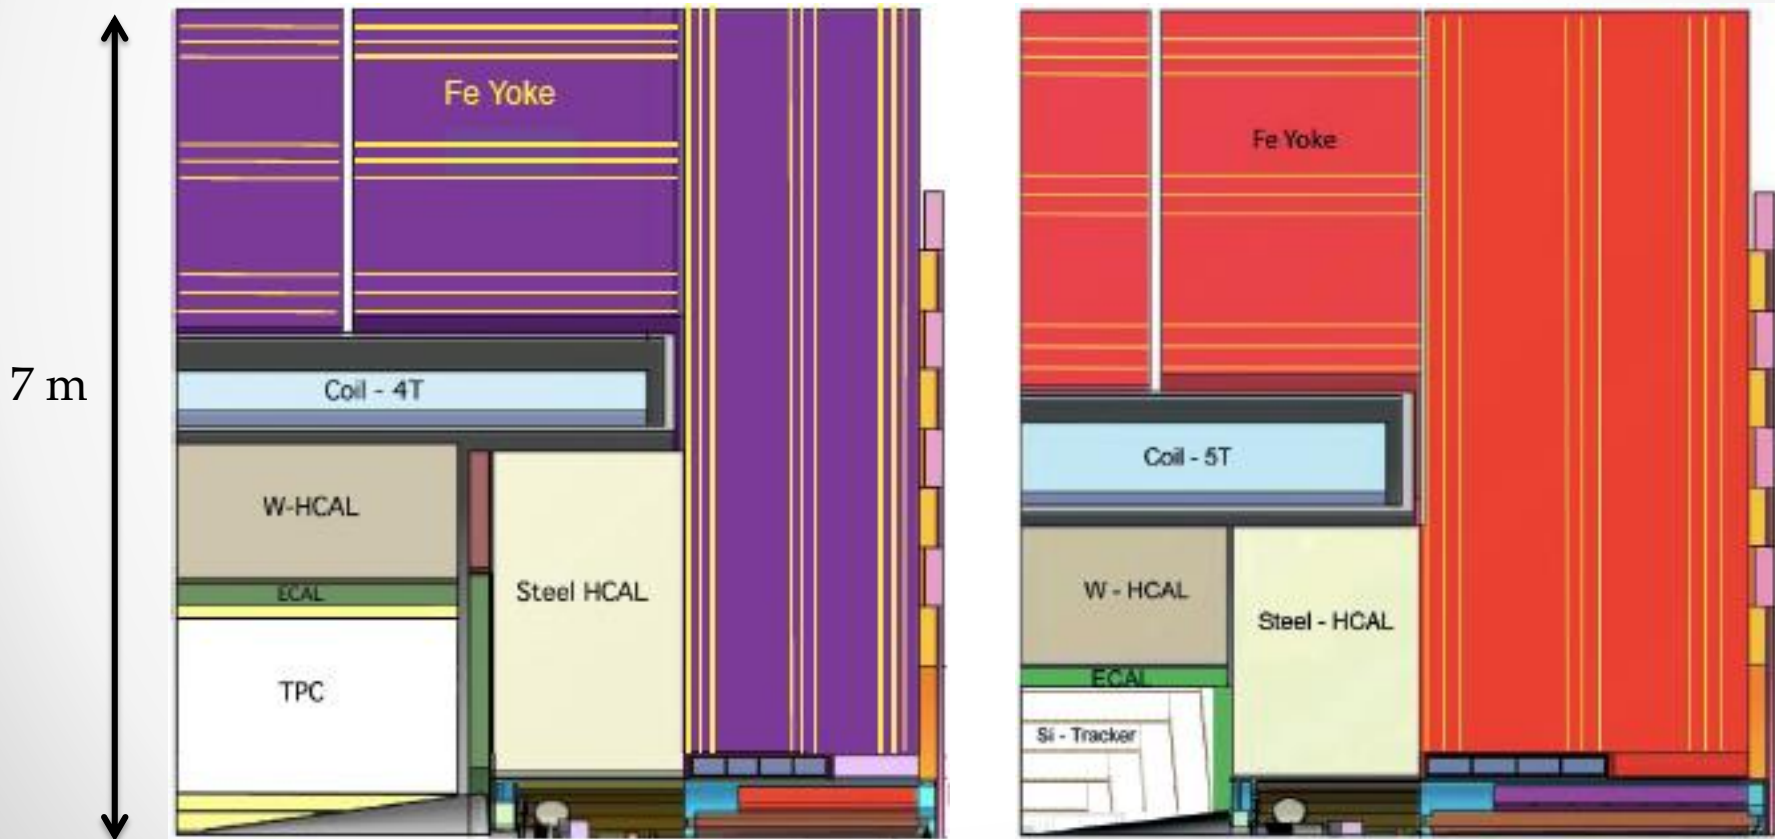 7 m
Fe Yoke
Coil - 4T
W-HCAL
ECAL
TPC
Steel HCAL
Fe Yoke
Coil - 5T
W - HCAL
ECAL
Si - Tracker
Steel - HCAL